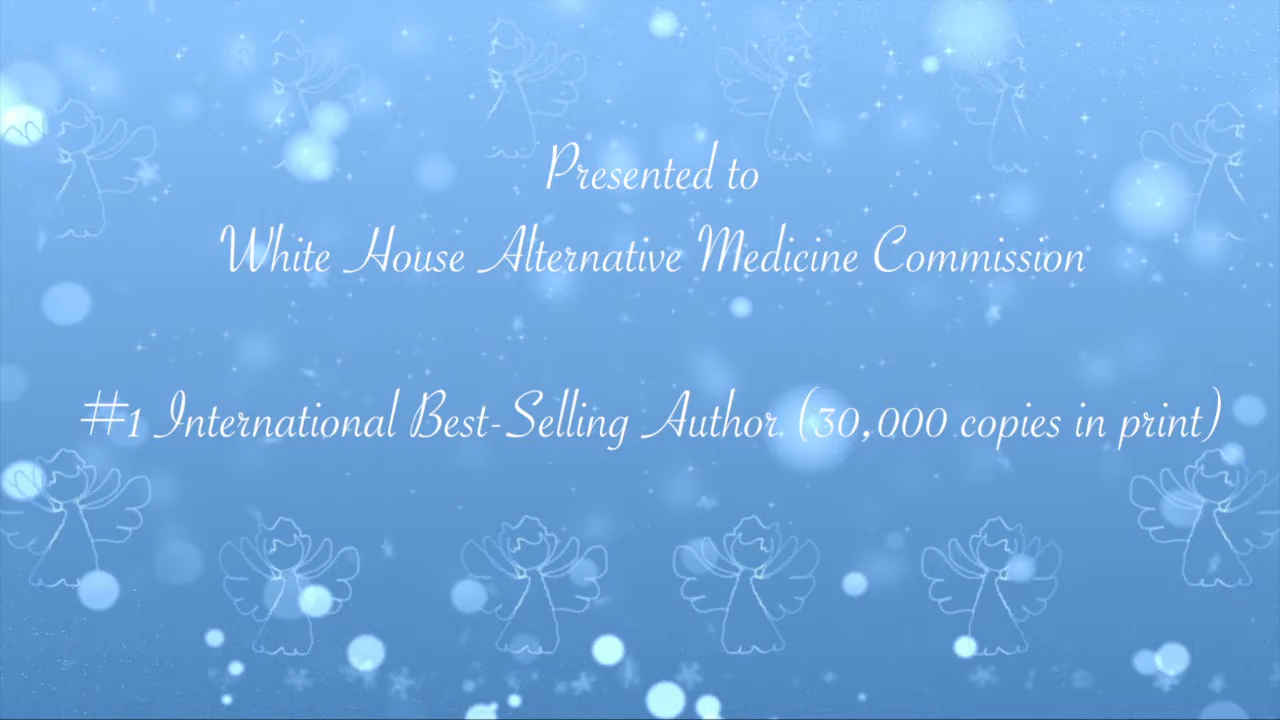 Presented to
White House Alternative Medicine Commission
#1 International Best-Selling Author (30,000 copies in print)